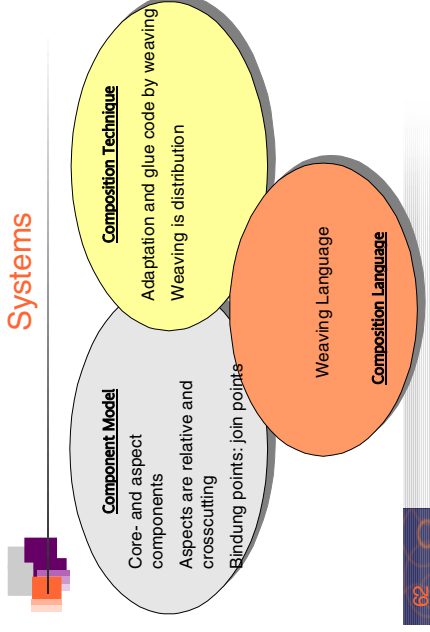 Systems
Component Model
Core- and aspect
components
Aspects are relative and
crosscutting
Bindung points: join points
Composition Technique
Adaptation and glue code by weaving
Weaving is distribution
Weaving Language
Composition Language
62